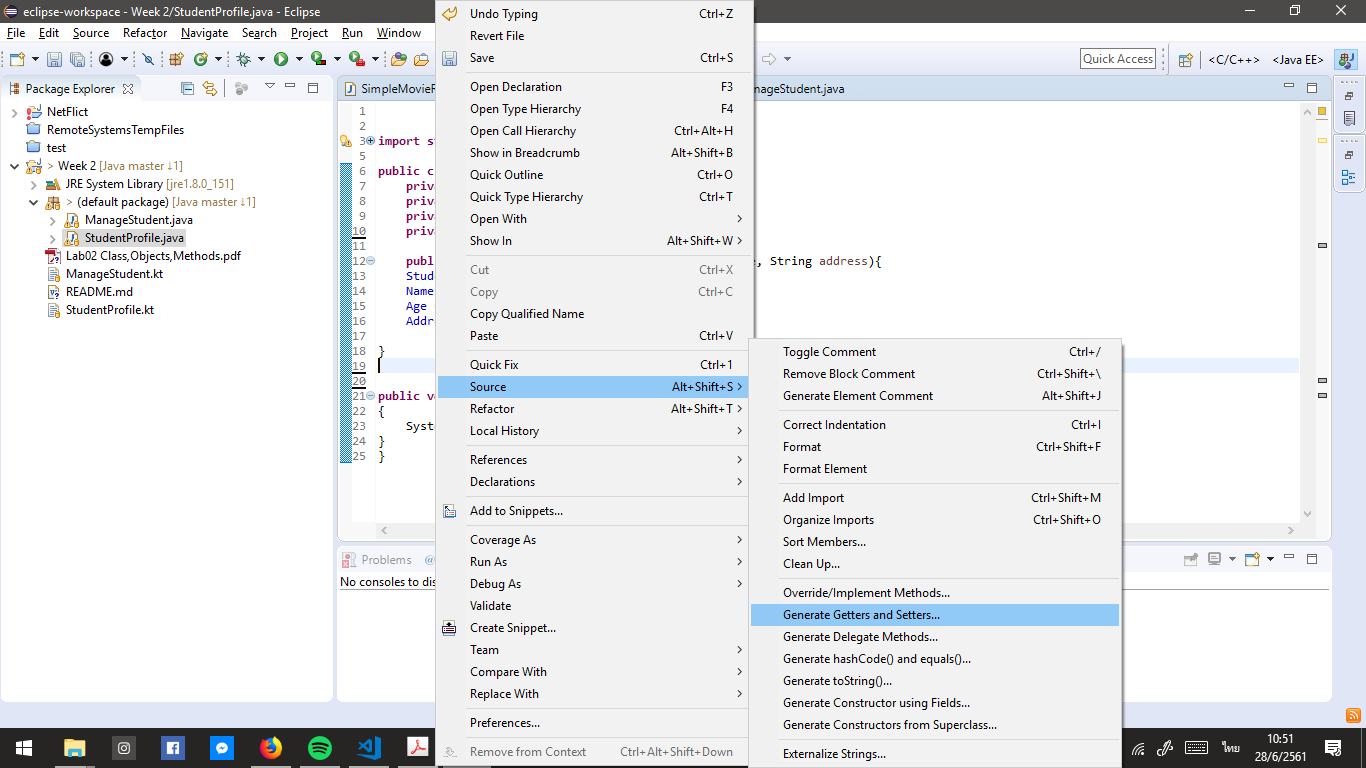 eclipse-workspace - Week 2/StudentProfile.java - Eclipse
File Edit Source Refactor Navigate Search Project Run Window
Quick Access <C/C++> <Java EE>
Package Explorer
NetFlict
RemoteSystemsTempFiles
test
> Week 2 [Java master ↓1]
JRE System Library [jre1.8.0_151]
> (default package) [Java master ↓1]
ManageStudent.java
StudentProfile.java
Lab02 Class,Objects,Methods.pdf
ManageStudent.kt
README.md
StudentProfile.kt
nageStudent.java
1
2
3 import
5
6 public
7
8
9
10
11
12 , String address){
13
14 Name
15 Age
16
17
18 }
19
20
21 public
22 {
23
24 }
25 }
Problems @
No consoles to
Undo Typing Ctrl+Z
Revert File
Save Ctrl+S
Open Declaration F3
Open Type Hierarchy F4
Open Call Hierarchy Ctrl+Alt+H
Show in Breadcrumb Alt+Shift+B
Quick Outline Ctrl+O
Quick Type Hierarchy Ctrl+T
Open With
Show In Alt+Shift+W
Cut Ctrl+X
Copy Ctrl+C
Copy Qualified Name
Paste Ctrl+V
Quick Fix Ctrl+1
Source Alt+Shift+S
Refactor Alt+Shift+T
Local History
References
Declarations
Add to Snippets...
Coverage As
Run As
Debug As
Validate
Create Snippet...
Team
Compare With
Replace With
Preferences...
Remove from Context Ctrl+Alt+Shift+Down
Toggle Comment Ctrl+/
Remove Block Comment Ctrl+Shift+\
Generate Element Comment Alt+Shift+J
Correct Indentation Ctrl+I
Format Ctrl+Shift+F
Format Element
Add Import Ctrl+Shift+M
Organize Imports Ctrl+Shift+O
Sort Members...
Clean Up...
Override/Implement Methods...
Generate Getters and Setters...
Generate Delegate Methods...
Generate hashCode() and equals()...
Generate toString()...
Generate Constructor using Fields...
Generate Constructors from Superclass...
Externalize Strings...
ไทย
10:51
28/6/2561